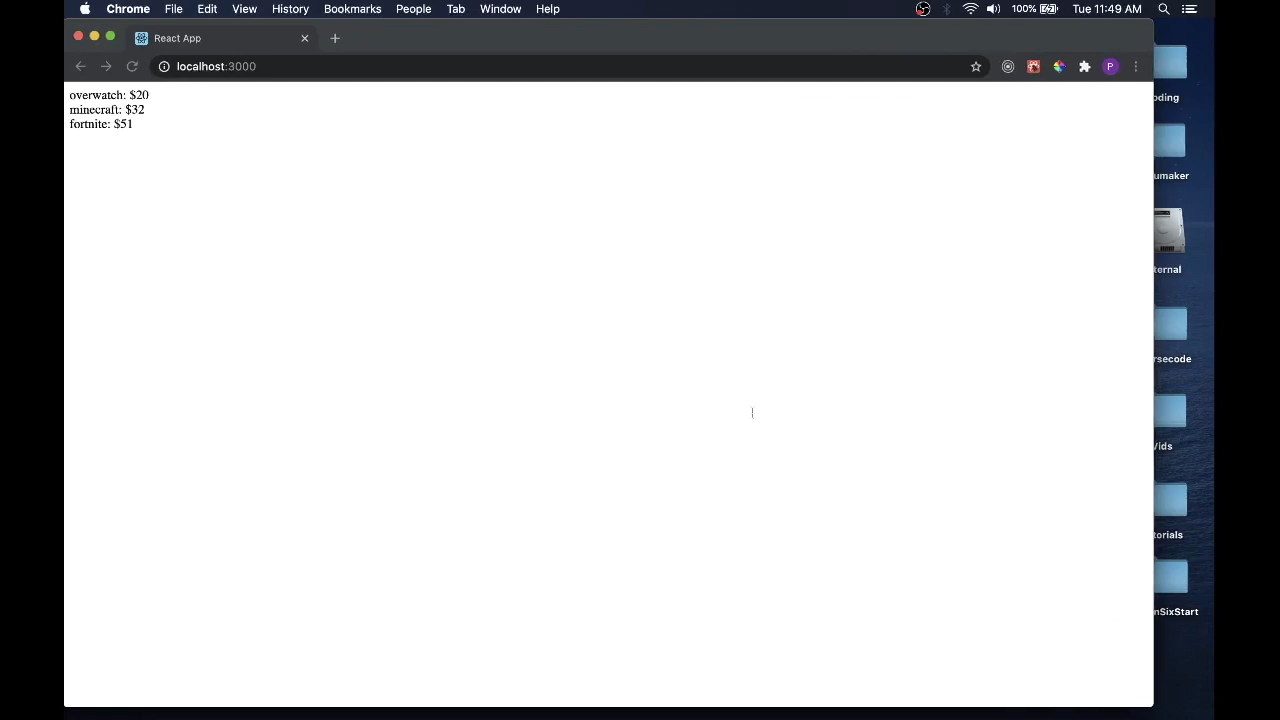 Chrome File Edit View History Bookmarks People Tab Window Help 100% Tue 11:49 AM
React App
localhost:3000 P
overwatch: $20
minecraft: $32
fortnite: $51
oding
umaker
ternal
rsecode
Vids
torials
nSixStart